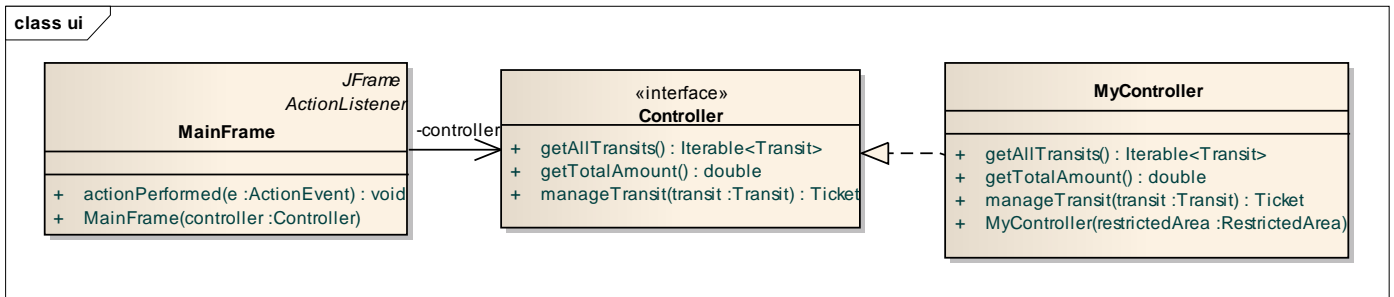 class ui
JFrame
ActionListener
MainFrame
+ actionPerformed(e :ActionEvent) : void
+ MainFrame(controller :Controller)
-controller
«interface»
Controller
+ getAllTransits() : Iterable<Transit>
+ getTotalAmount() : double
+ manageTransit(transit :Transit) : Ticket
MyController
+ getAllTransits() : Iterable<Transit>
+ getTotalAmount() : double
+ manageTransit(transit :Transit) : Ticket
+ MyController(restrictedArea :RestrictedArea)